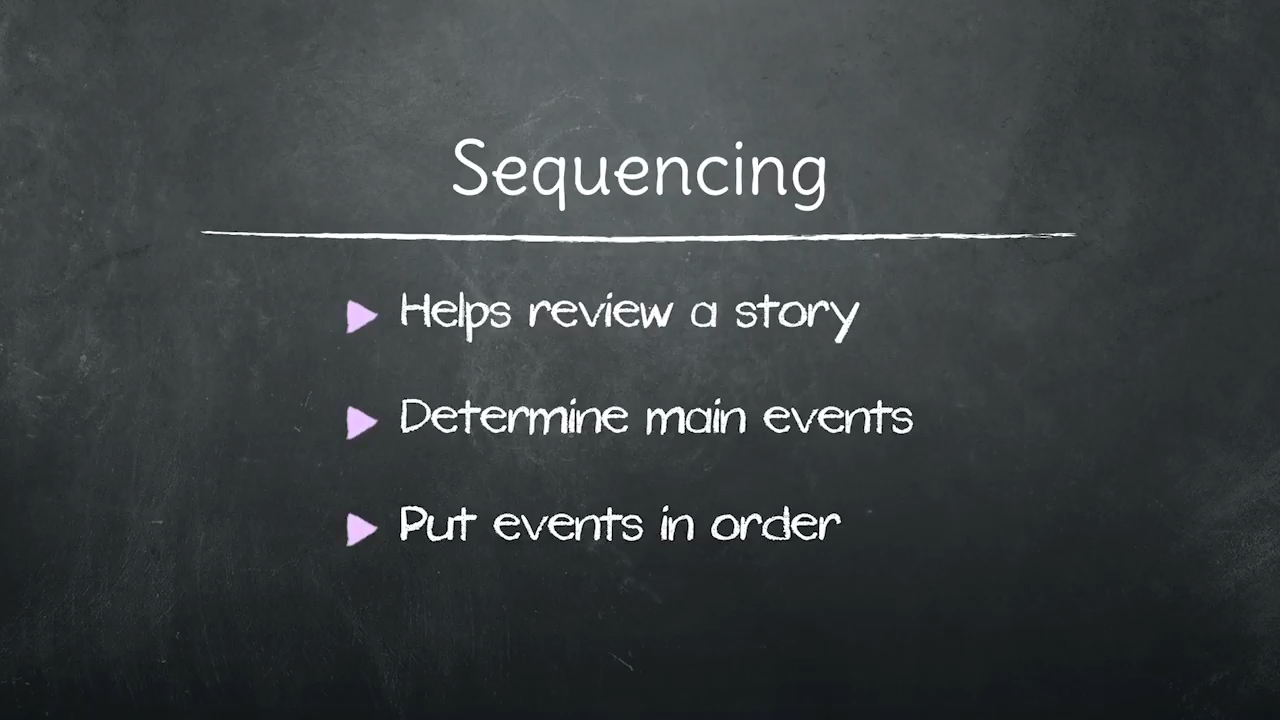 Sequencing
Helps review a story
Determine main events
Put events in order